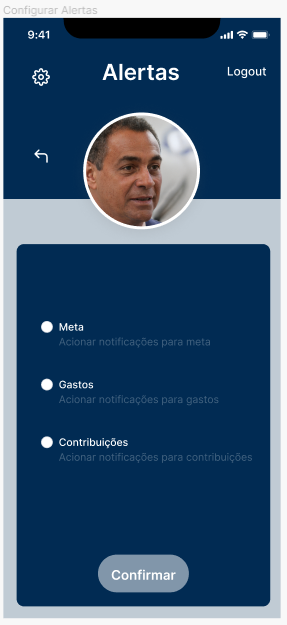 Configurar Alertas
9:41
Alertas
Logout
Meta
Acionar notificações para meta
Gastos
Acionar notificações para gastos
Contribuições
Acionar notificações para contribuições
Confirmar